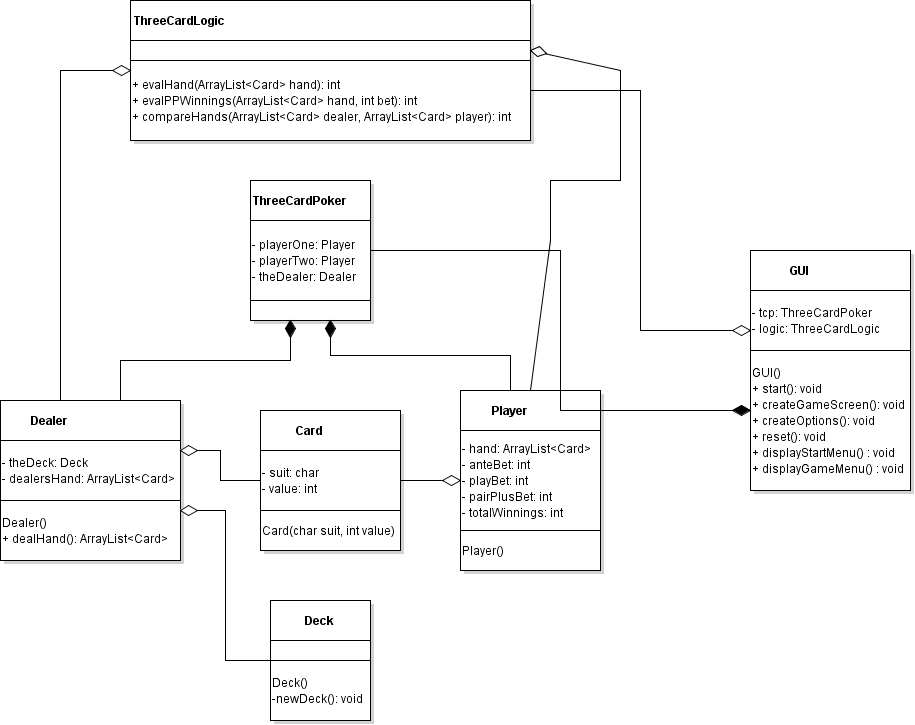 ThreeCardLogic
+ evalHand(ArrayList<Card> hand): int
+ evalPPWinnings(ArrayList<Card> hand, int bet): int
+ compareHands(ArrayList<Card> dealer, ArrayList<Card> player): int
ThreeCardPoker
- playerOne: Player
- playerTwo: Player
- theDealer: Dealer
GUI
- tcp: ThreeCardPoker
- logic: ThreeCardLogic
GUI()
+ start(): void
+ createGameScreen(): void
+ createOptions(): void
+ reset(): void
+ displayStartMenu() : void
+ displayGameMenu() : void
Dealer
- theDeck: Deck
- dealersHand: ArrayList<Card>
Dealer()
+ dealHand(): ArrayList<Card>
Card
- suit: char
- value: int
Card(char suit, int value)
Player
- hand: ArrayList<Card>
- anteBet: int
- playBet: int
- pairPlusBet: int
- totalWinnings: int
Player()
Deck
Deck()
-newDeck(): void